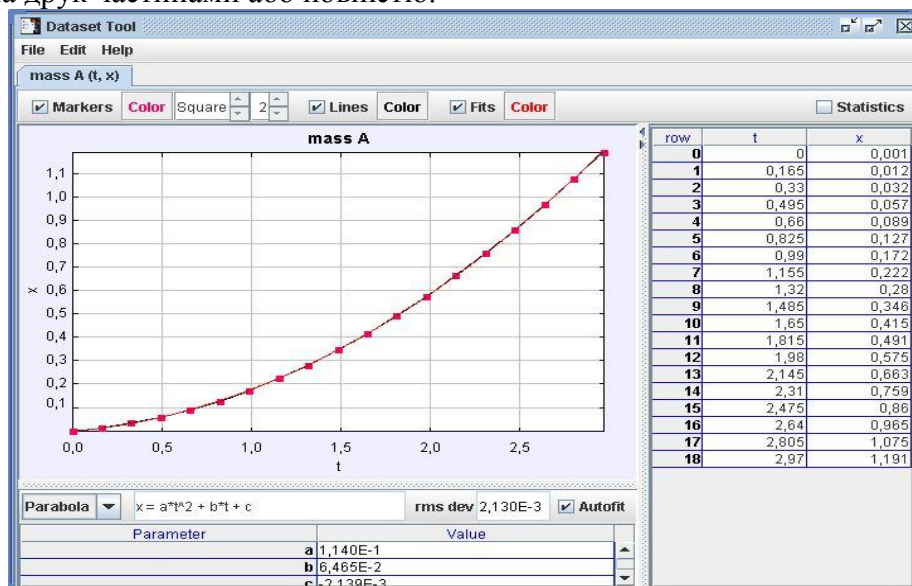 на друк частинами або повністю.
Dataset Tool
File Edit Help
mass A (t, x)
Markers Color Square 2 Lines Color Fits Color Statistics
mass A
1,1
1,0
0,9
0,8
0,7
x 0,6
0,5
0,4
0,3
0,2
0,1
0,0 0,5 1,0 1,5 2,0 2,5
t
row t x
0 0 0,001
1 0,165 0,012
2 0,33 0,032
3 0,495 0,057
4 0,66 0,089
5 0,825 0,127
6 0,99 0,172
7 1,155 0,222
8 1,32 0,28
9 1,485 0,346
10 1,65 0,415
11 1,815 0,491
12 1,98 0,575
13 2,145 0,663
14 2,31 0,759
15 2,475 0,86
16 2,64 0,965
17 2,805 1,075
18 2,97 1,191
Parabola x = a*t^2 + b*t + c rms dev 2,130E-3 Autofit
Parameter Value
a 1,140E-1
b 6,465E-2
c -2,139E-3